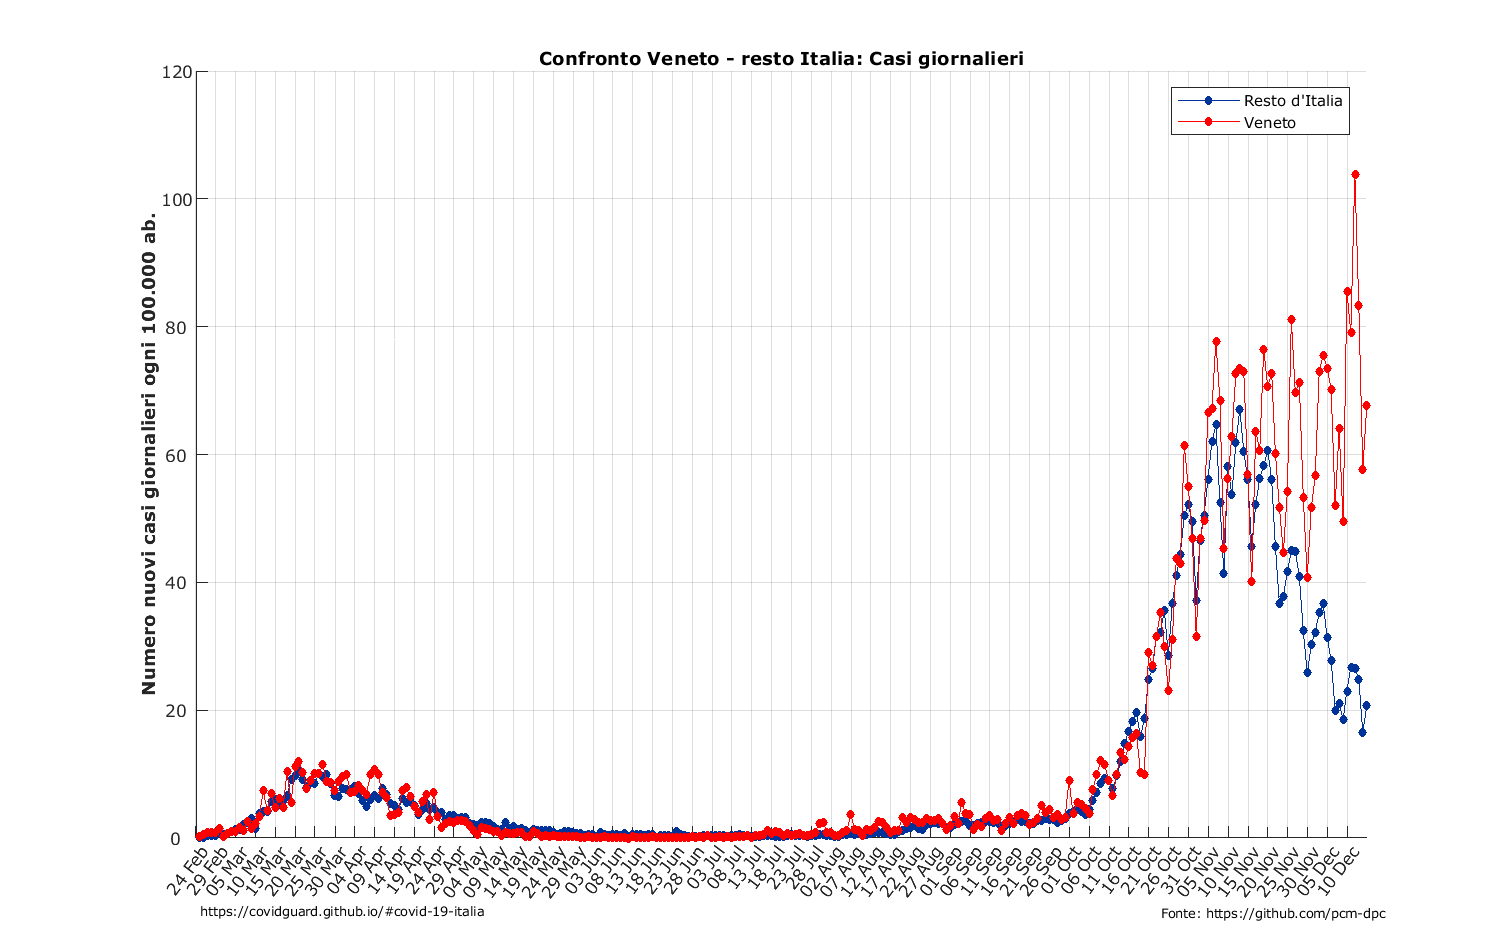 Confronto Veneto - resto Italia: Casi giornalieri
Numero nuovi casi giornalieri ogni 100.000 ab.
120
100
80
60
40
20
0
Resto d'Italia
Veneto
24 Feb
29 Feb
05 Mar
10 Mar
15 Mar
20 Mar
25 Mar
30 Mar
04 Apr
09 Apr
14 Apr
19 Apr
24 Apr
29 Apr
04 May
09 May
14 May
19 May
24 May
29 May
03 Jun
08 Jun
13 Jun
18 Jun
23 Jun
28 Jun
03 Jul
08 Jul
13 Jul
18 Jul
23 Jul
28 Jul
02 Aug
07 Aug
12 Aug
17 Aug
22 Aug
27 Aug
01 Sep
06 Sep
11 Sep
16 Sep
21 Sep
26 Sep
01 Oct
06 Oct
11 Oct
16 Oct
21 Oct
26 Oct
31 Oct
05 Nov
10 Nov
15 Nov
20 Nov
25 Nov
30 Nov
05 Dec
10 Dec
https://covidguard.github.io/#covid-19-italia
Fonte: https://github.com/pcm-dpc